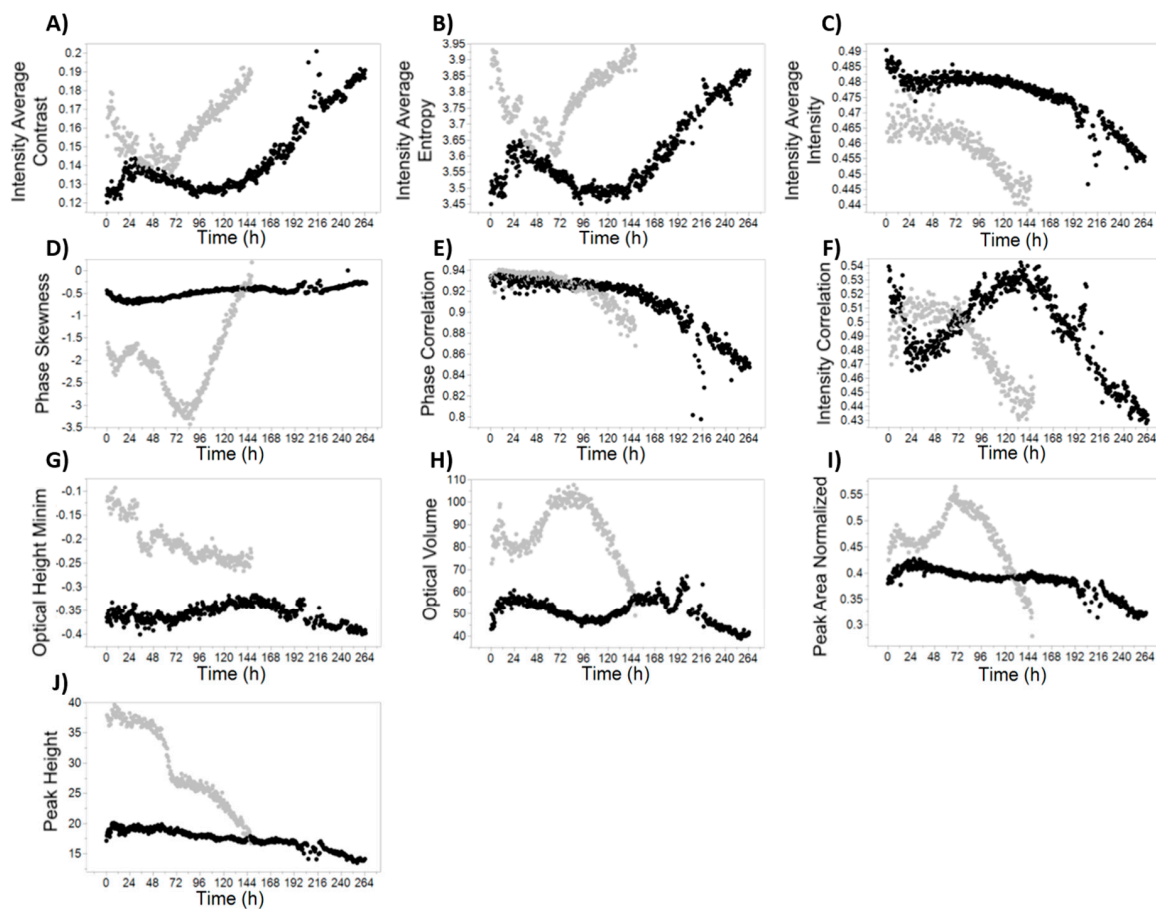 A)
B)
C)
Intensity Average
Contrast
0.2
0.19
0.18
0.17
0.16
0.15
0.14
0.13
0.12
0 24 48 72 96 120 144 168 192 216 240 264
Time (h)
Intensity Average
Entropy
3.95
3.9
3.85
3.8
3.75
3.7
3.65
3.6
3.55
3.5
3.45
0 24 48 72 96 120 144 168 192 216 240 264
Time (h)
Intensity Average
Intensity
0.49
0.485
0.48
0.475
0.47
0.465
0.46
0.455
0.45
0.445
0.44
0 24 48 72 96 120 144 168 192 216 240 264
Time (h)
D)
E)
F)
Phase Skewness
0
-0.5
-1
-1.5
-2
-2.5
-3
-3.5
0 24 48 72 96 120 144 168 192 216 240 264
Time (h)
Phase Correlation
0.94
0.92
0.9
0.88
0.86
0.84
0.82
0.8
0 24 48 72 96 120 144 168 192 216 240 264
Time (h)
Intensity Correlation
0.54
0.53
0.52
0.51
0.5
0.49
0.48
0.47
0.46
0.45
0.44
0.43
0 24 48 72 96 120 144 168 192 216 240 264
Time (h)
G)
H)
I)
Optical Height Minim
-0.1
-0.15
-0.2
-0.25
-0.3
-0.35
-0.4
0 24 48 72 96 120 144 168 192 216 240 264
Time (h)
Optical Volume
110
100
90
80
70
60
50
40
0 24 48 72 96 120 144 168 192 216 240 264
Time (h)
Peak Area Normalized
0.55
0.5
0.45
0.4
0.35
0.3
0 24 48 72 96 120 144 168 192 216 240 264
Time (h)
J)
Peak Height
40
35
30
25
20
15
0 24 48 72 96 120 144 168 192 216 240 264
Time (h)